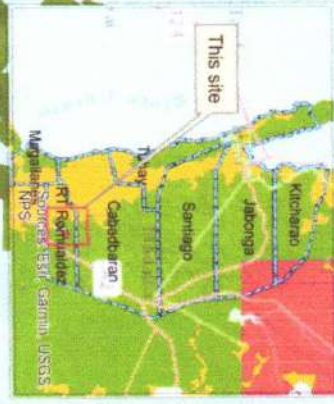 This site
Kitcharao
Jabonga
Santiago
Tubay
Cabadbaran
RT Romualdez
Magallanes
Sources: Esri, Garmin, USGS,
NPS